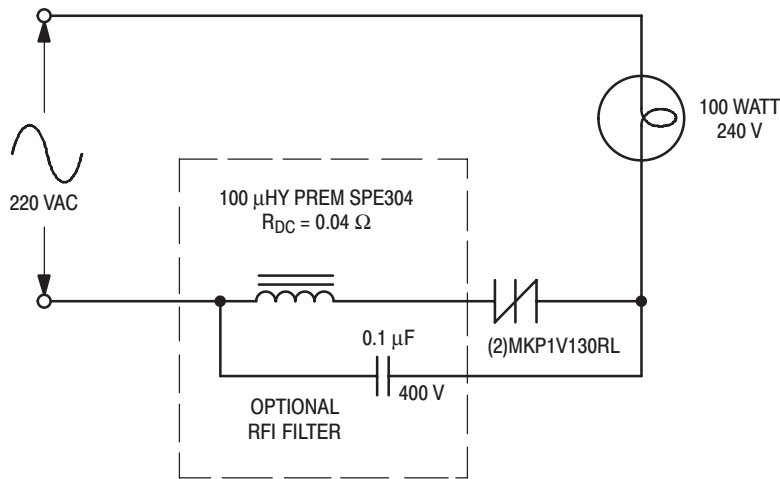 100 WATT
240 V
220 VAC
100 μHY PREM SPE304
R_DC = 0.04 Ω
0.1 μF
400 V
(2)MKP1V130RL
OPTIONAL
RFI FILTER